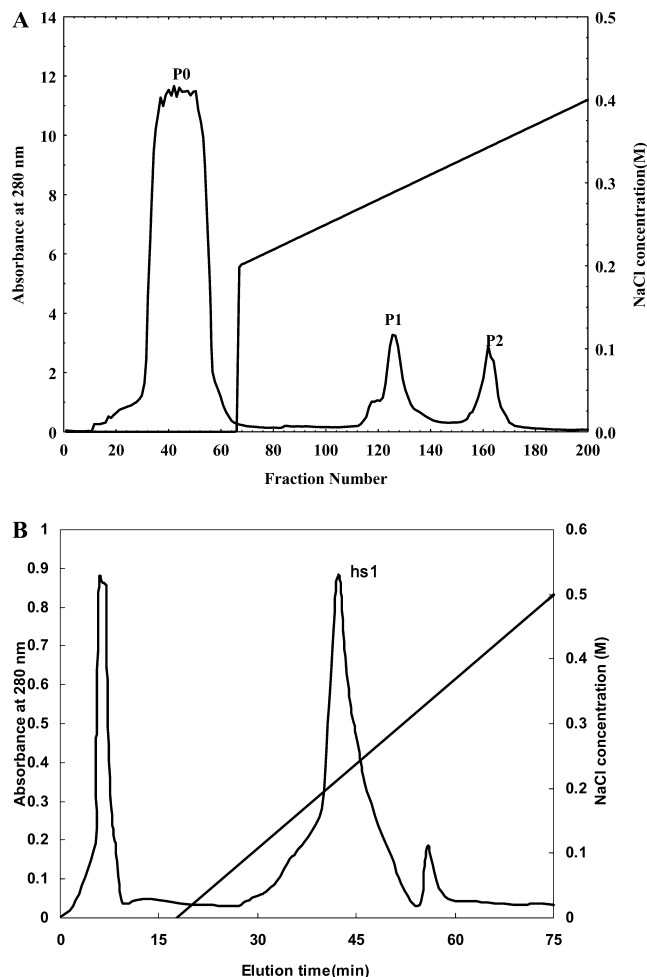 A
14
12
10
8
6
4
2
0
Absorbance at 280 nm
P0
P1
P2
0.5
0.4
0.3
0.2
0.1
0.0
NaCl concentration(M)
0 20 40 60 80 100 120 140 160 180 200
Fraction Number
B
1
0.9
0.8
0.7
0.6
0.5
0.4
0.3
0.2
0.1
0
Absorbance at 280 nm
hs1
0.6
0.5
0.4
0.3
0.2
0.1
0
NaCl concentration (M)
0 15 30 45 60 75
Elution time(min)